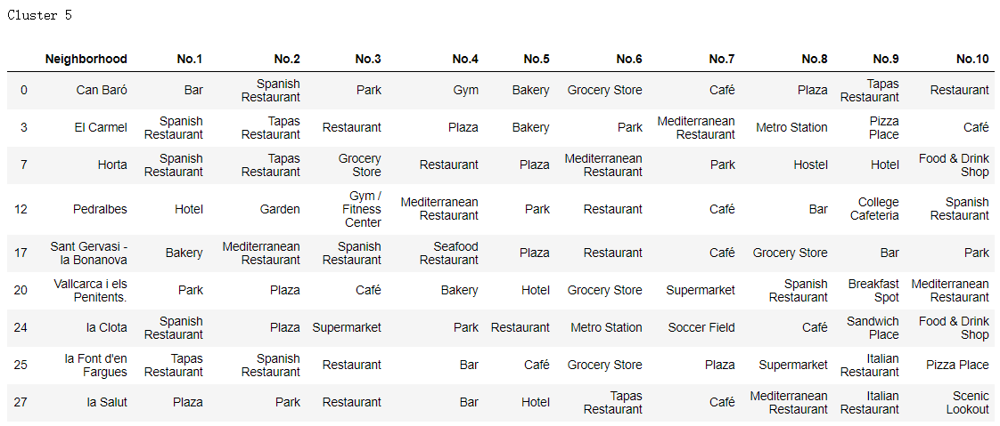 Cluster 5
Neighborhood No.1 No.2 No.3 No.4 No.5 No.6 No.7 No.8 No.9 No.10
0 Can Baró Bar Spanish Restaurant Park Gym Bakery Grocery Store Café Plaza Tapas Restaurant Restaurant
3 El Carmel Spanish Restaurant Tapas Restaurant Restaurant Plaza Bakery Park Mediterranean Restaurant Metro Station Pizza Place Café
7 Horta Spanish Restaurant Tapas Restaurant Grocery Store Restaurant Plaza Mediterranean Restaurant Park Hostel Hotel Food & Drink Shop
12 Pedralbes Hotel Garden Gym / Fitness Center Mediterranean Restaurant Park Restaurant Café Bar College Cafeteria Spanish Restaurant
17 Sant Gervasi - la Bonanova Bakery Mediterranean Restaurant Spanish Restaurant Seafood Restaurant Plaza Restaurant Café Grocery Store Bar Park
20 Vallcarca i els Penitents. Park Plaza Café Bakery Hotel Grocery Store Supermarket Spanish Restaurant Breakfast Spot Mediterranean Restaurant
24 la Clota Spanish Restaurant Plaza Supermarket Park Restaurant Metro Station Soccer Field Café Sandwich Place Food & Drink Shop
25 la Font d'en Fargues Tapas Restaurant Spanish Restaurant Restaurant Bar Café Grocery Store Plaza Supermarket Italian Restaurant Pizza Place
27 la Salut Plaza Park Restaurant Bar Hotel Tapas Restaurant Café Mediterranean Restaurant Italian Restaurant Scenic Lookout